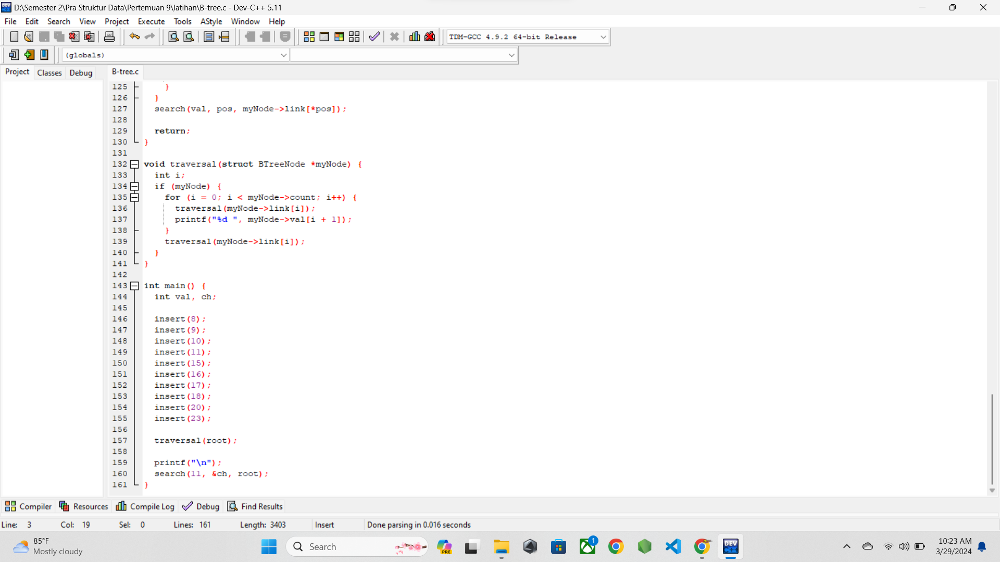 D:\Semester 2\Pra Struktur Data\Pertemuan 9\latihan\B-tree.c - Dev-C++ 5.11
File Edit Search View Project Execute Tools AStyle Window Help
TDM-GCC 4.9.2 64-bit Release
(globals)
Project Classes Debug B-tree.c
125 }
126 }
127 search(val, pos, myNode->link[*pos]);
128
129 return;
130 }
131
132 void traversal(struct BTreeNode *myNode) {
133 int i;
134 if (myNode) {
135 for (i = 0; i < myNode->count; i++) {
136 traversal(myNode->link[i]);
137 printf("%d ", myNode->val[i + 1]);
138 }
139 traversal(myNode->link[i]);
140 }
141 }
142
143 int main() {
144 int val, ch;
145
146 insert(8);
147 insert(9);
148 insert(10);
149 insert(11);
150 insert(15);
151 insert(16);
152 insert(17);
153 insert(18);
154 insert(20);
155 insert(23);
156
157 traversal(root);
158
159 printf("\n");
160 search(11, &ch, root);
161 }
Compiler Resources Compile Log Debug Find Results
Line: 3 Col: 19 Sel: 0 Lines: 161 Length: 3403 Insert Done parsing in 0.016 seconds
85°F
Mostly cloudy
Search
PRE
1
DEV C++
10:23 AM
3/29/2024